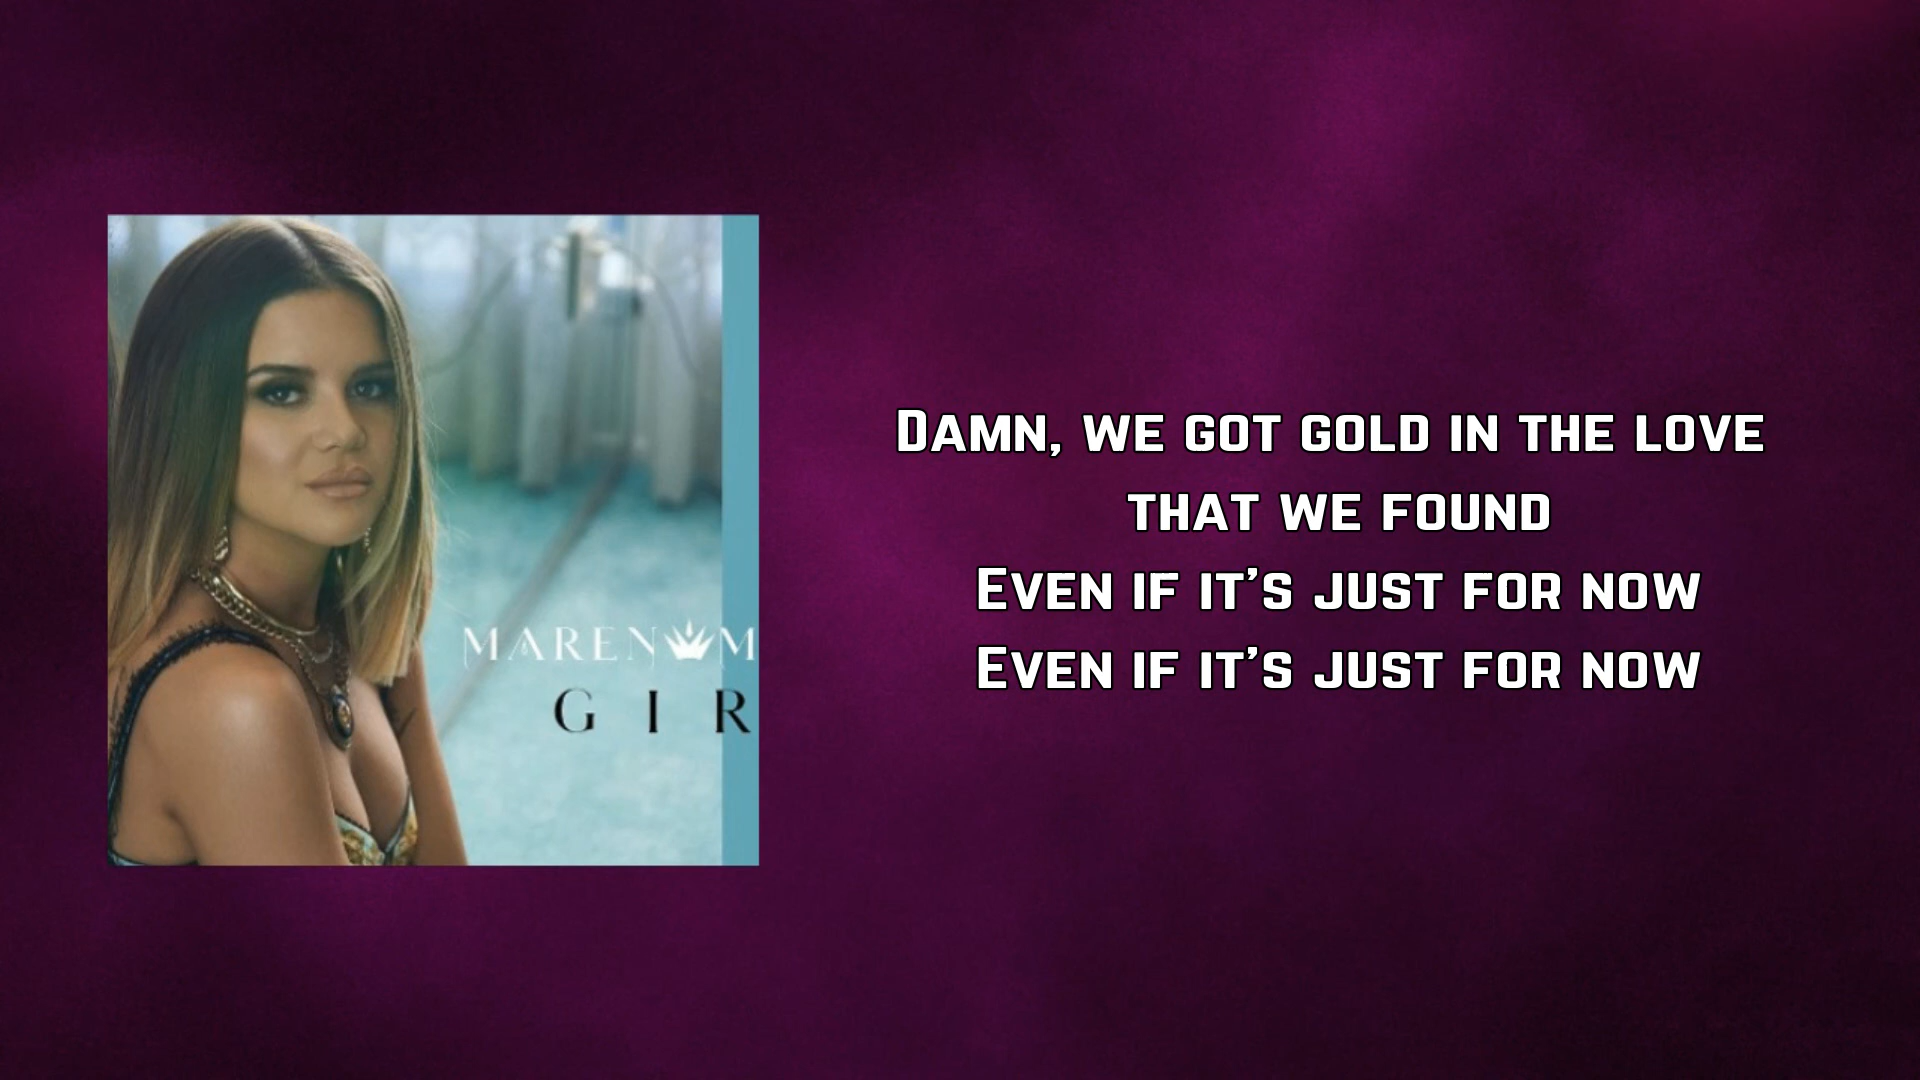 MAREN M
GIR
Damn, we got gold in the love
that we found
Even if it's just for now
Even if it's just for now